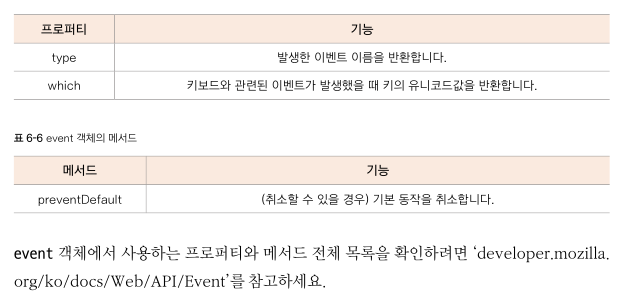 프로퍼티 기능
type 발생한 이벤트 이름을 반환합니다.
which 키보드와 관련된 이벤트가 발생했을 때 키의 유니코드값을 반환합니다.
표 6-6 event 객체의 메서드
메서드 기능
preventDefault (취소할 수 있을 경우) 기본 동작을 취소합니다.
event 객체에서 사용하는 프로퍼티와 메서드 전체 목록을 확인하려면 ‘developer.mozilla.
org/ko/docs/Web/API/Event’를 참고하세요.